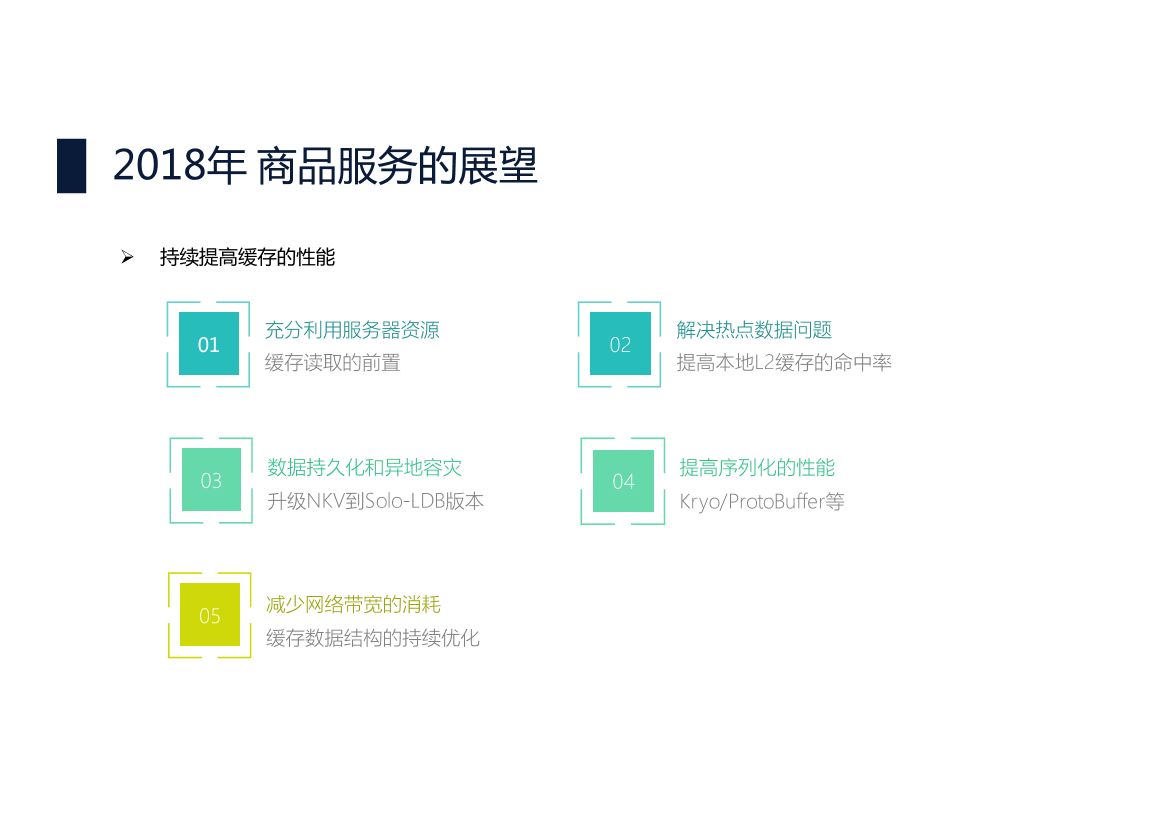 2018年 商品服务的展望
持续提高缓存的性能
01
充分利用服务器资源
缓存读取的前置
02
解决热点数据问题
提高本地L2缓存的命中率
03
数据持久化和异地容灾
升级NKV到Solo-LDB版本
04
提高序列化的性能
Kryo/ProtoBuffer等
05
减少网络带宽的消耗
缓存数据结构的持续优化